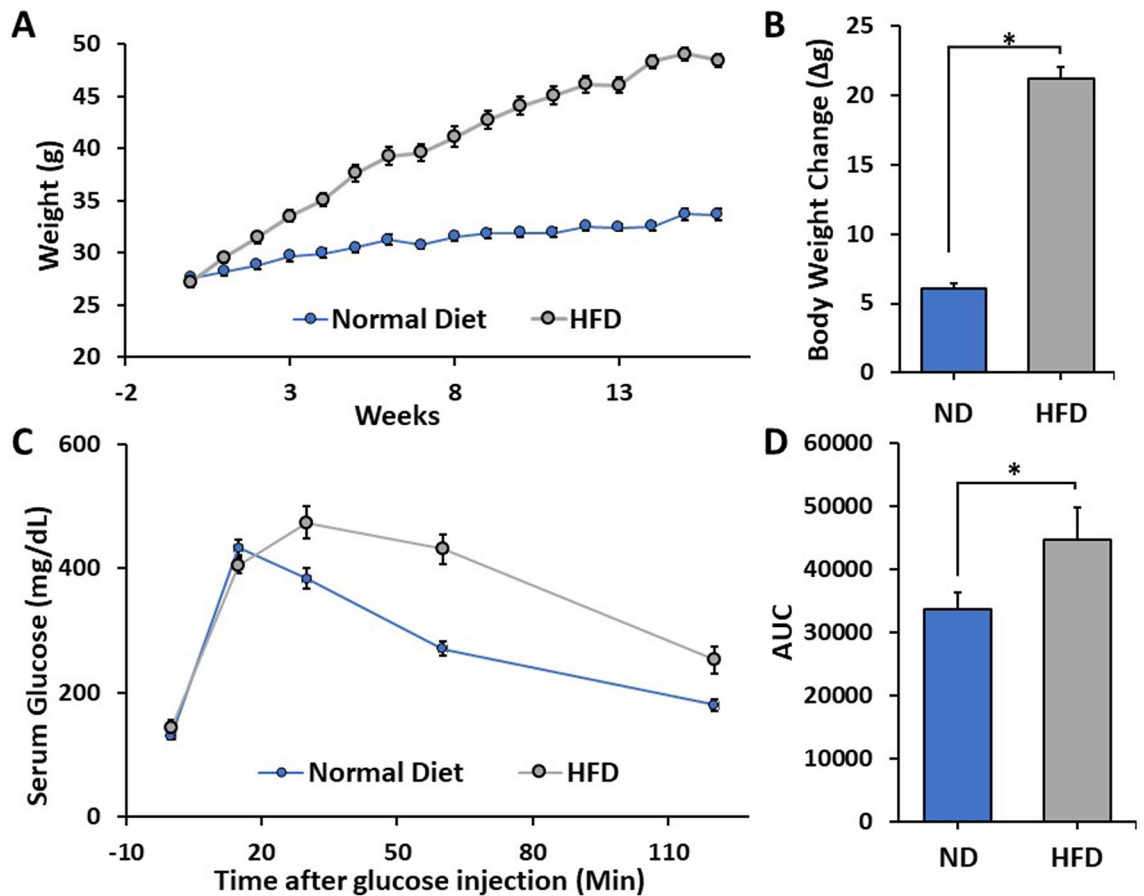 A
50
45
40
35
30
25
20
Weight (g)
Normal Diet
HFD
-2
3
8
13
Weeks
B
25
20
15
10
5
0
Body Weight Change (Δg)
*
ND
HFD
C
600
400
200
0
Serum Glucose (mg/dL)
Normal Diet
HFD
-10
20
50
80
110
Time after glucose injection (Min)
D
60000
50000
40000
30000
20000
10000
0
AUC
*
ND
HFD